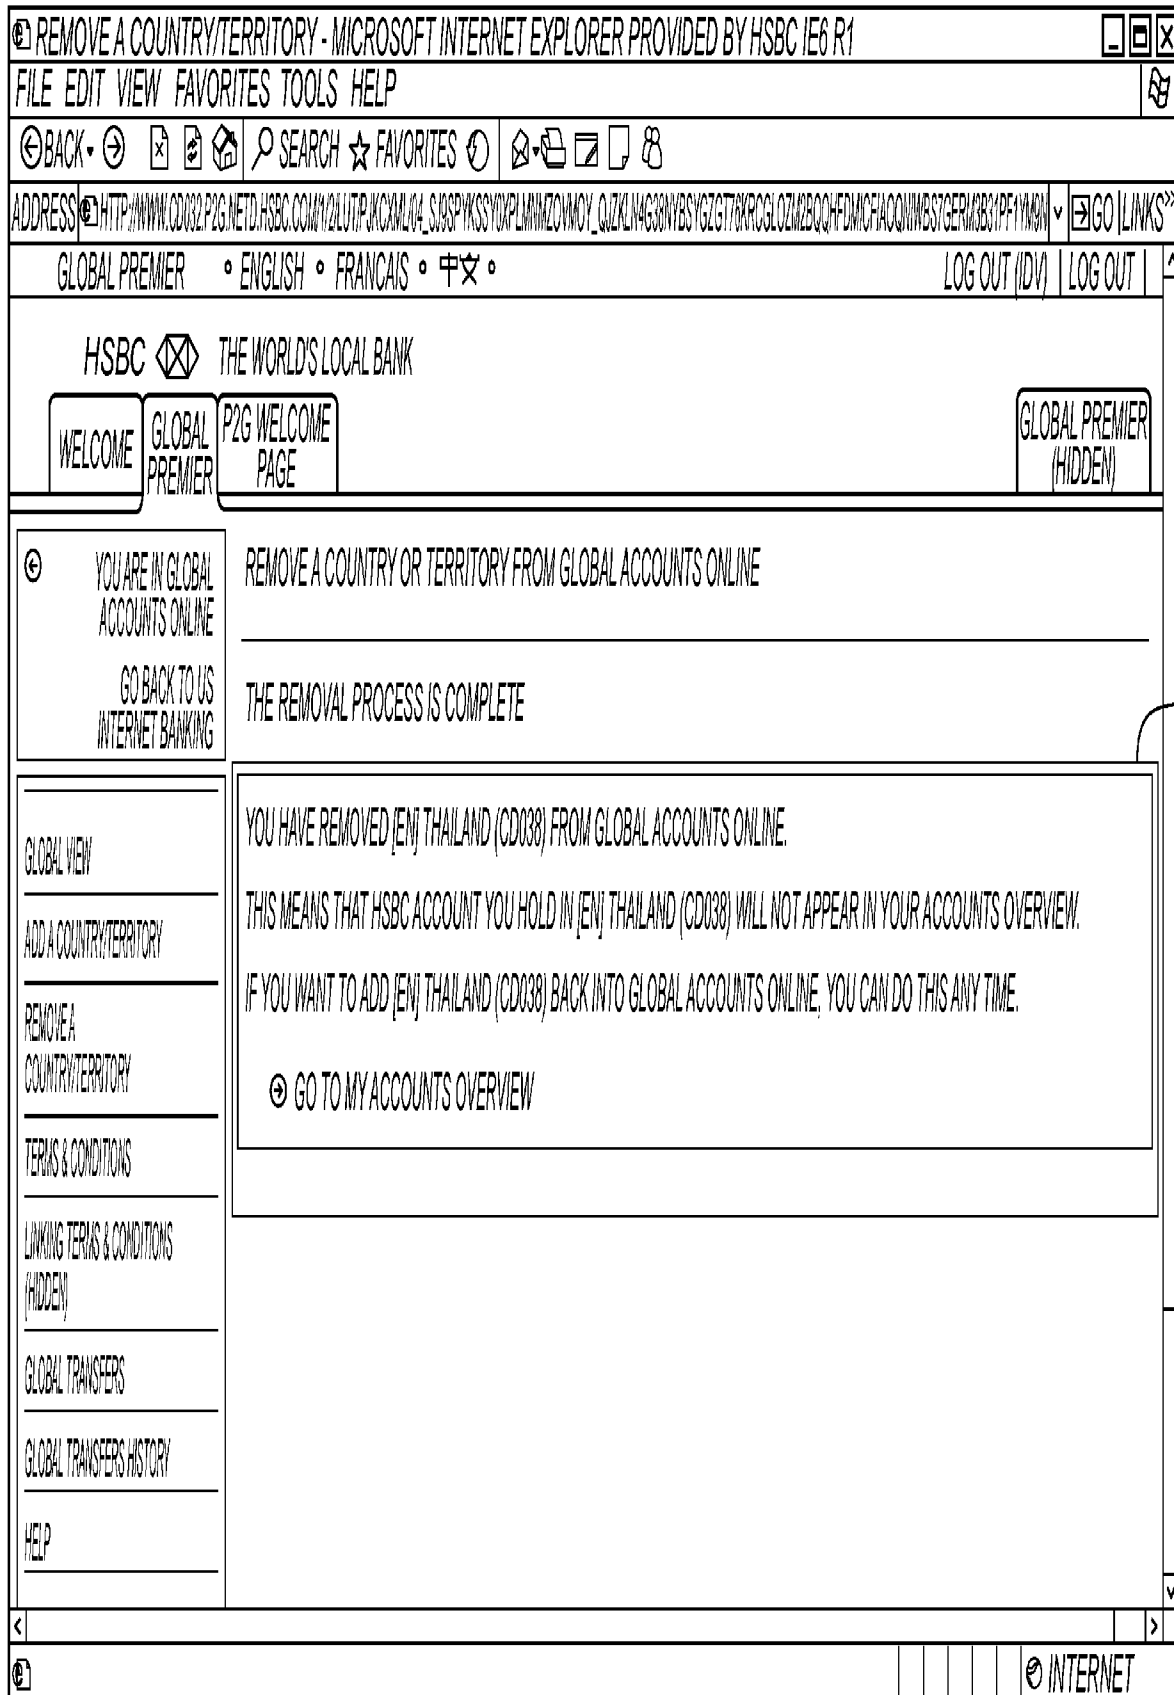 REMOVE A COUNTRY/TERRITORY - MICROSOFT INTERNET EXPLORER PROVIDED BY HSBC IE6 R1
FILE EDIT VIEW FAVORITES TOOLS HELP
BACK SEARCH FAVORITES
ADDRESS GO LINKS
GLOBAL PREMIER • ENGLISH • FRANCAIS • 中文 • LOG OUT (IDV) | LOG OUT |
HSBC THE WORLD'S LOCAL BANK
WELCOME
GLOBAL
PREMIER
P2G WELCOME
PAGE
GLOBAL PREMIER
(HIDDEN)
YOU ARE IN GLOBAL
ACCOUNTS ONLINE
GO BACK TO US
INTERNET BANKING
REMOVE A COUNTRY OR TERRITORY FROM GLOBAL ACCOUNTS ONLINE
THE REMOVAL PROCESS IS COMPLETE
GLOBAL VIEW
ADD A COUNTRY/TERRITORY
REMOVE A
COUNTRY/TERRITORY
TERMS & CONDITIONS
LINKING TERMS & CONDITIONS
(HIDDEN)
GLOBAL TRANSFERS
GLOBAL TRANSFERS HISTORY
HELP
YOU HAVE REMOVED [EN] THAILAND (CD038) FROM GLOBAL ACCOUNTS ONLINE.
THIS MEANS THAT HSBC ACCOUNT YOU HOLD IN [EN] THAILAND (CD038) WILL NOT APPEAR IN YOUR ACCOUNTS OVERVIEW.
IF YOU WANT TO ADD [EN] THAILAND (CD038) BACK INTO GLOBAL ACCOUNTS ONLINE, YOU CAN DO THIS ANY TIME.
GO TO MY ACCOUNTS OVERVIEW
INTERNET